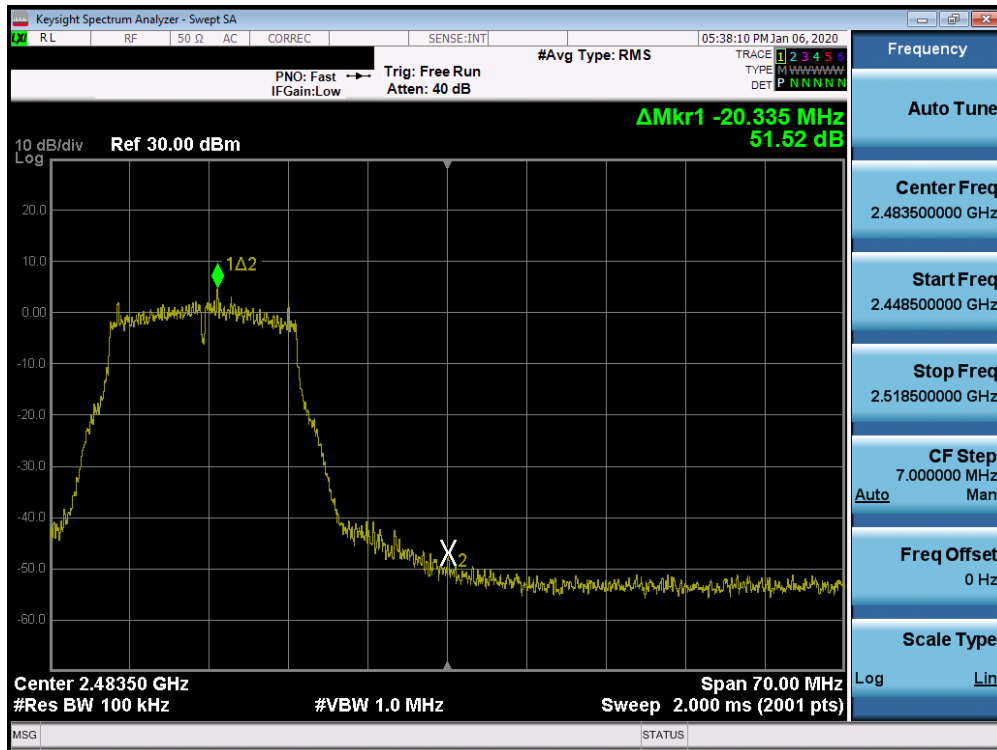 Keysight Spectrum Analyzer - Swept SA
LXI RL RF 50 Ω AC CORREC SENSE:INT 05:38:10 PM Jan 06, 2020
#Avg Type: RMS TRACE 1 2 3 4 5 6
PNO: Fast Trig: Free Run TYPE M WWWWW
IFGain:Low Atten: 40 dB DET P N N N N N
ΔMkr1 -20.335 MHz
51.52 dB
10 dB/div Ref 30.00 dBm
Log
20.0
10.0
1Δ2
0.00
-10.0
-20.0
-30.0
-40.0
2
-50.0
-60.0
Center 2.48350 GHz Span 70.00 MHz
#Res BW 100 kHz #VBW 1.0 MHz Sweep 2.000 ms (2001 pts)
MSG STATUS
Frequency
Auto Tune
Center Freq
2.483500000 GHz
Start Freq
2.448500000 GHz
Stop Freq
2.518500000 GHz
CF Step
7.000000 MHz
Auto Man
Freq Offset
0 Hz
Scale Type
Log Lin